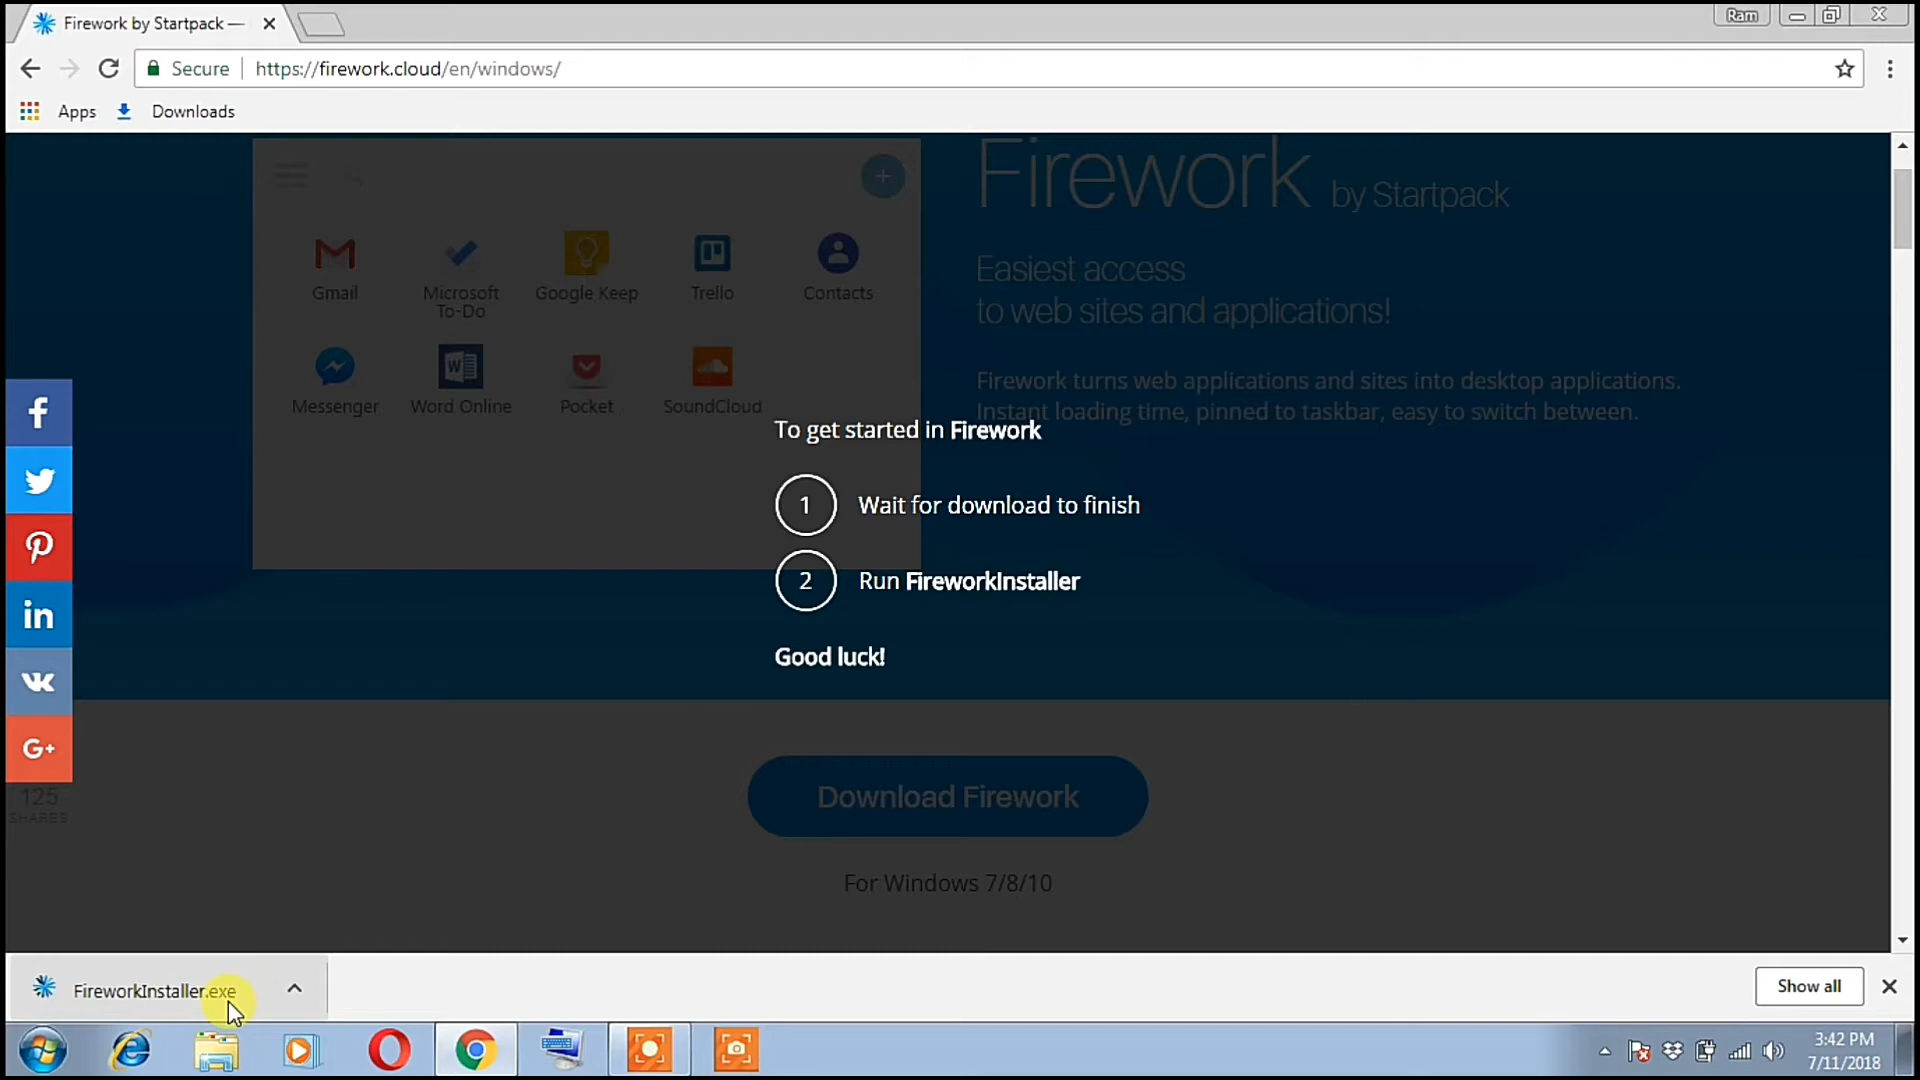 Firework by Startpack —
Ram
Secure
https://firework.cloud/en/windows/
Apps
Downloads
Firework by Startpack
Easiest access
to web sites and applications!
Firework turns web applications and sites into desktop applications.
Instant loading time, pinned to taskbar, easy to switch between.
Gmail
Microsoft
To-Do
Google Keep
Trello
Contacts
Messenger
Word Online
Pocket
SoundCloud
To get started in Firework
1 Wait for download to finish
2 Run FireworkInstaller
Good luck!
125
SHARES
Download Firework
For Windows 7/8/10
FireworkInstaller.exe
Show all
3:42 PM
7/11/2018